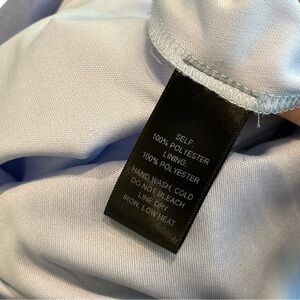 SELF:
100% POLYESTER
LINING:
100% POLYESTER
HAND WASH, COLD
DO NOT BLEACH
LINE DRY
IRON, LOW HEAT